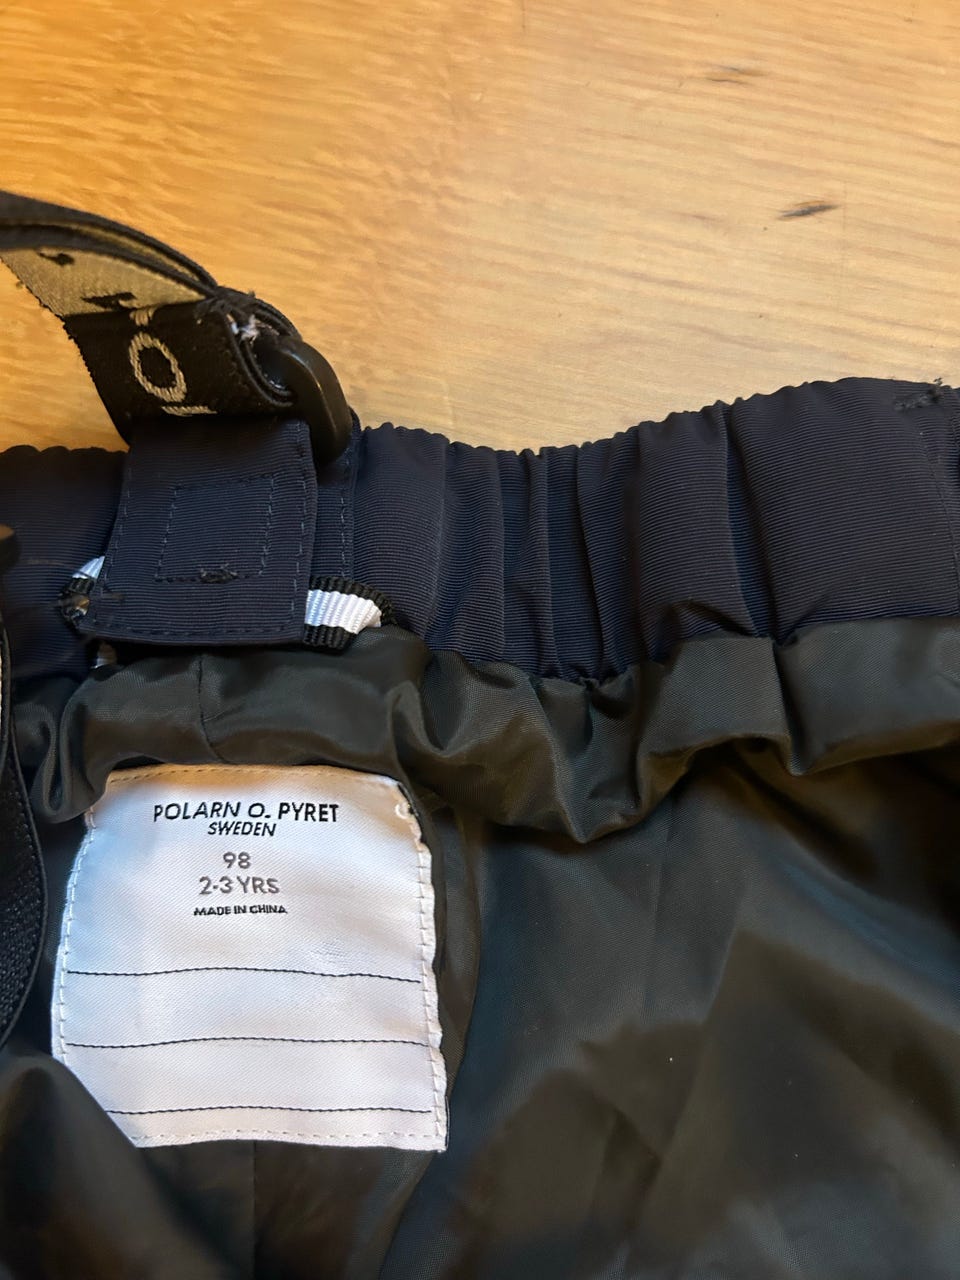 O.
POLARN O. PYRET
SWEDEN
98
2-3 YRS
MADE IN CHINA